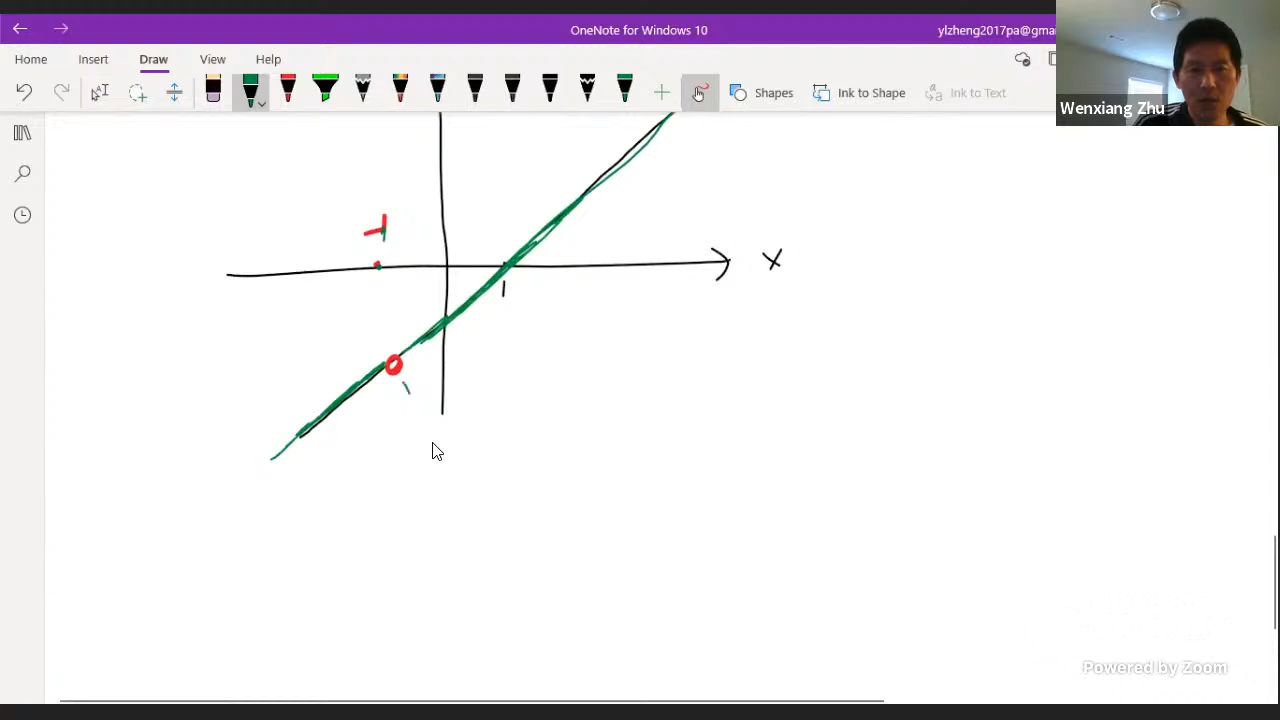 OneNote for Windows 10
ylzheng2017pa@gma
Home Insert Draw View Help
Shapes Ink to Shape Ink to Text
Wenxiang Zhu
-1
x
1
Powered by Zoom